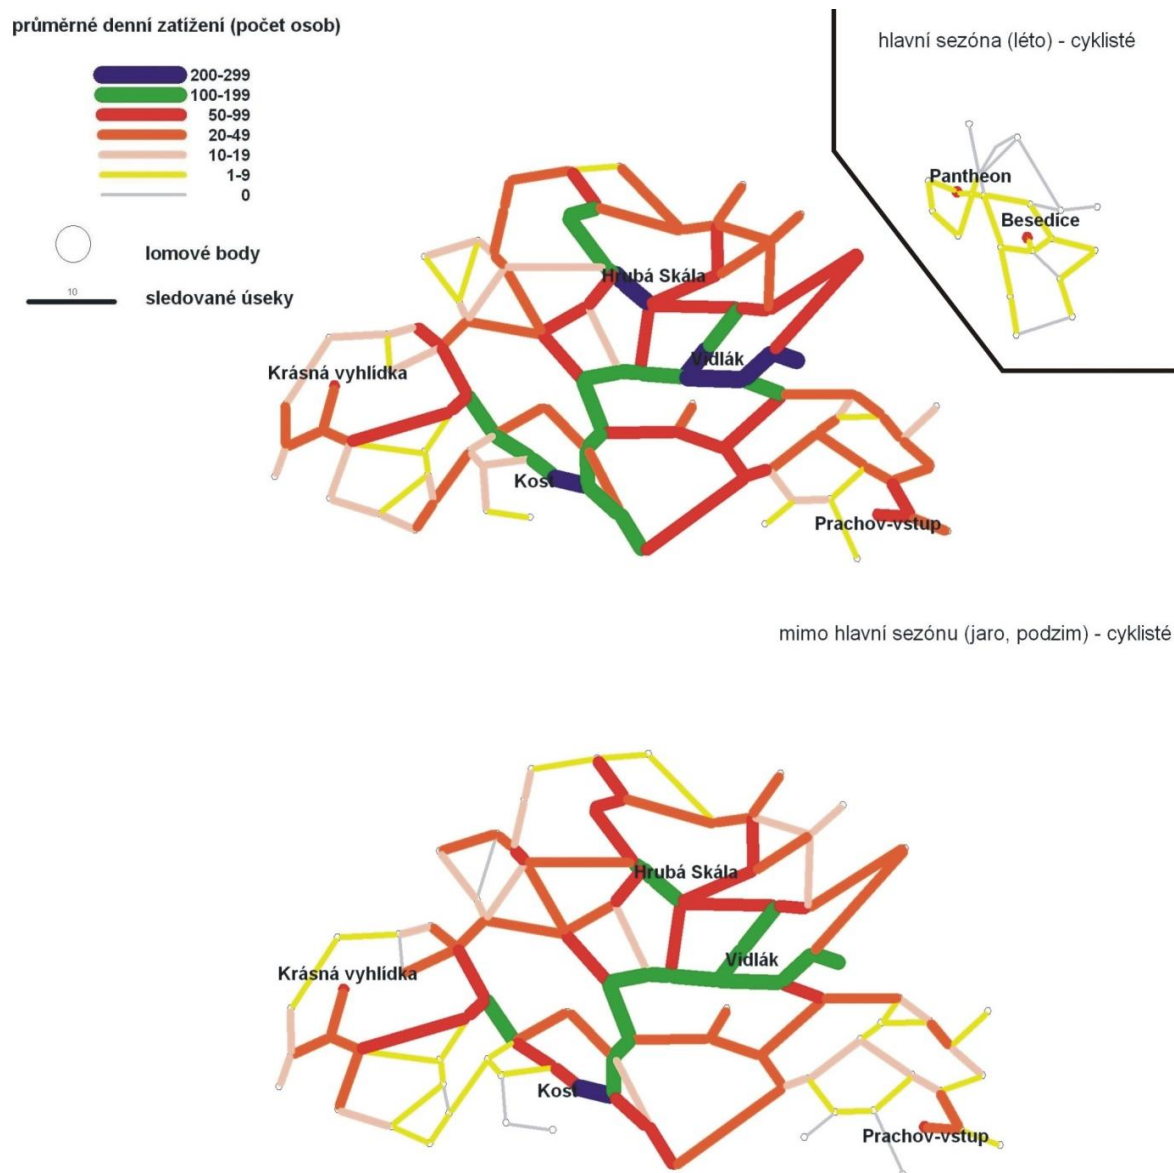 průměrné denní zatížení (počet osob)
200-299
100-199
50-99
20-49
10-19
1-9
0
lomové body
10
sledované úseky
hlavní sezóna (léto) - cyklisté
Pantheon
Besedice
Hrubá Skála
Vidlák
Krásná vyhlídka
Kost
Prachov-vstup
mimo hlavní sezónu (jaro, podzim) - cyklisté
Hrubá Skála
Vidlák
Krásná vyhlídka
Kost
Prachov-vstup